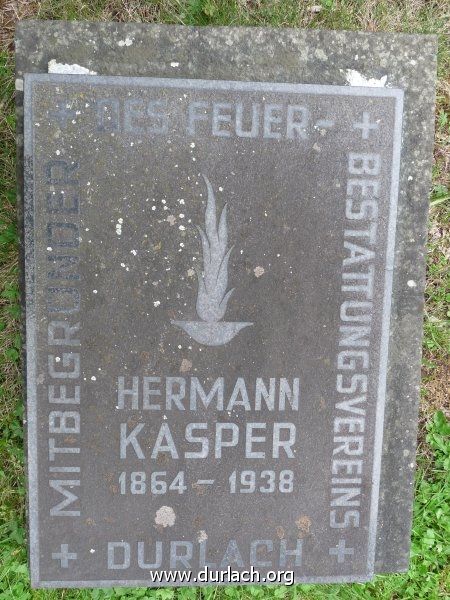 MITBEGRÜNDER
DES FEUER-
BESTATTUNGSVEREINS
DURLACH
HERMANN
KASPER
1864 - 1938
www.durlach.org